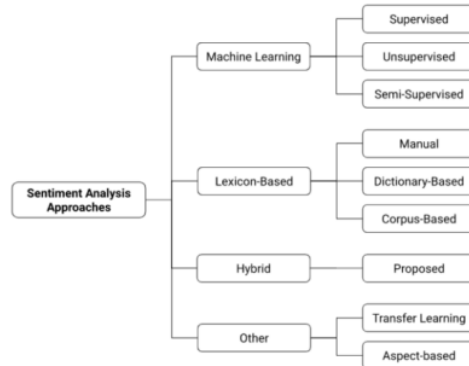 Supervised
Machine Learning
Unsupervised
Semi-Supervised
Manual
Sentiment Analysis
Approaches
Lexicon-Based
Dictionary-Based
Corpus-Based
Hybrid
Proposed
Transfer Learning
Other
Aspect-based